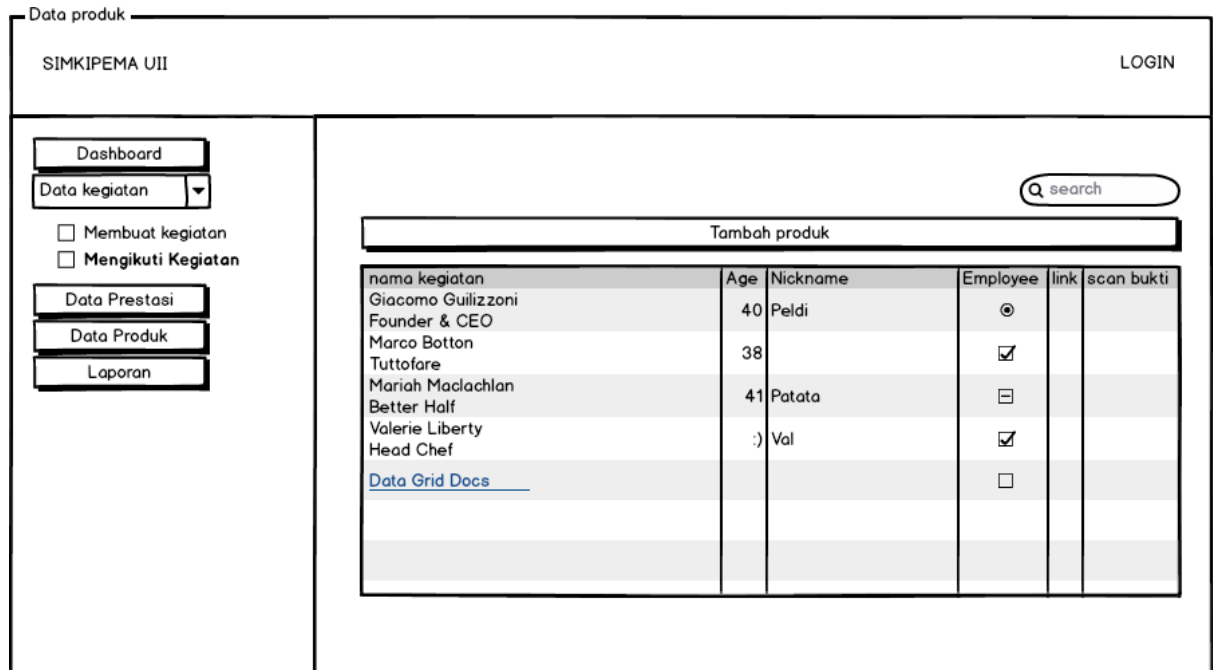 Data produk
SIMKIPEMA UII
LOGIN
Dashboard
Data kegiatan
Membuat kegiatan
Mengikuti Kegiatan
Data Prestasi
Data Produk
Laporan
search
Tambah produk
nama kegiatan Age Nickname Employee link scan bukti
Giacomo Guilizzoni
Founder & CEO
40 Peldi
Marco Botton
Tuttofare
38
Mariah Maclachlan
Better Half
41 Patata
Valerie Liberty
Head Chef
:) Val
Data Grid Docs